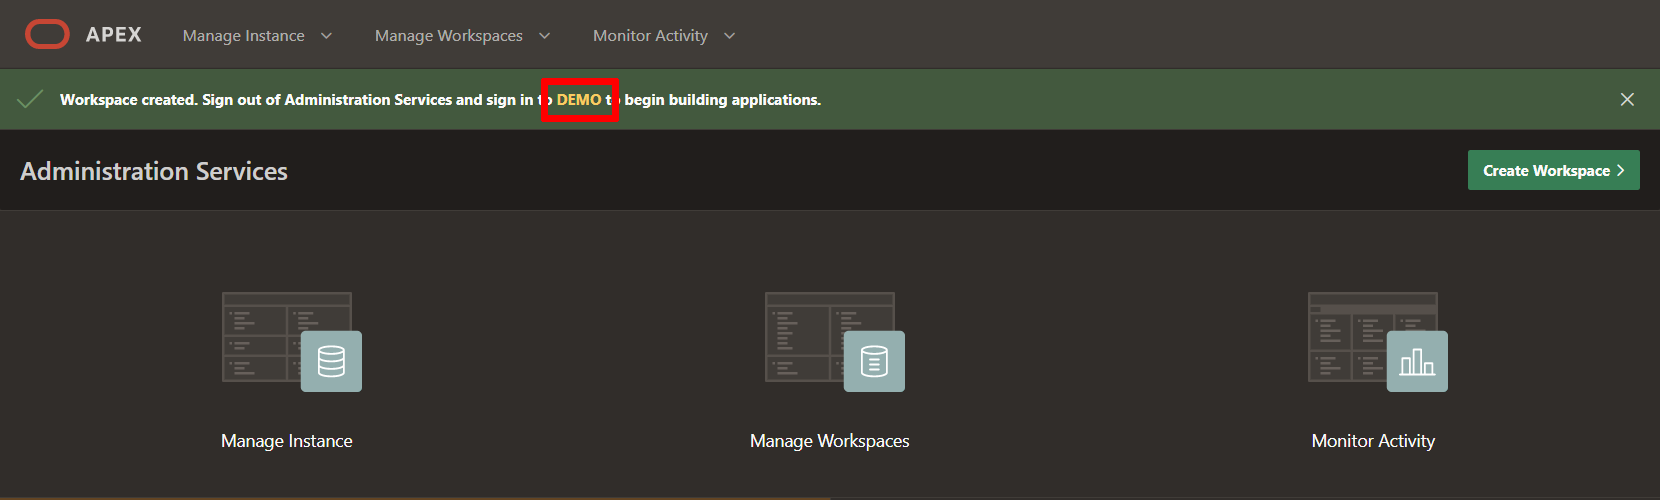 APEX Manage Instance Manage Workspaces Monitor Activity
Workspace created. Sign out of Administration Services and sign in to DEMO to begin building applications.
Administration Services
Create Workspace
Manage Instance
Manage Workspaces
Monitor Activity